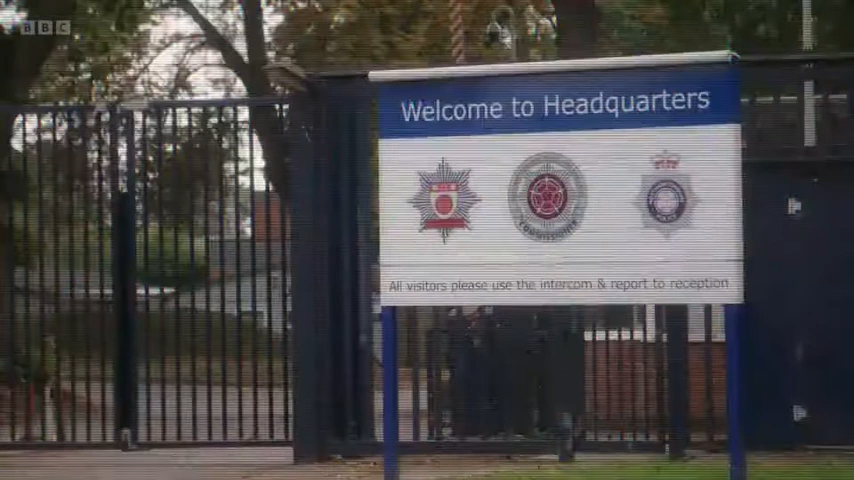 BBC
Welcome to Headquarters
All visitors please use the intercom & report to reception